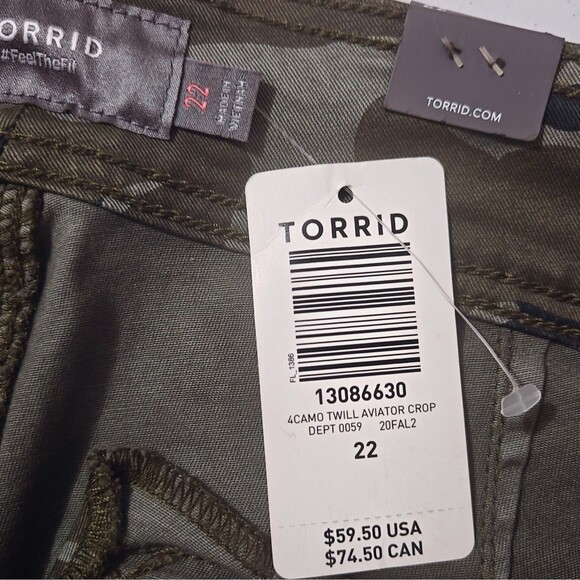 TORRID
#FeelTheFit
22
MADE IN
VIETNAM
TORRID.COM
TORRID
FL_1386
13086630
4CAMO TWILL AVIATOR CROP
DEPT 0059 20FAL2
22
$59.50 USA
$74.50 CAN